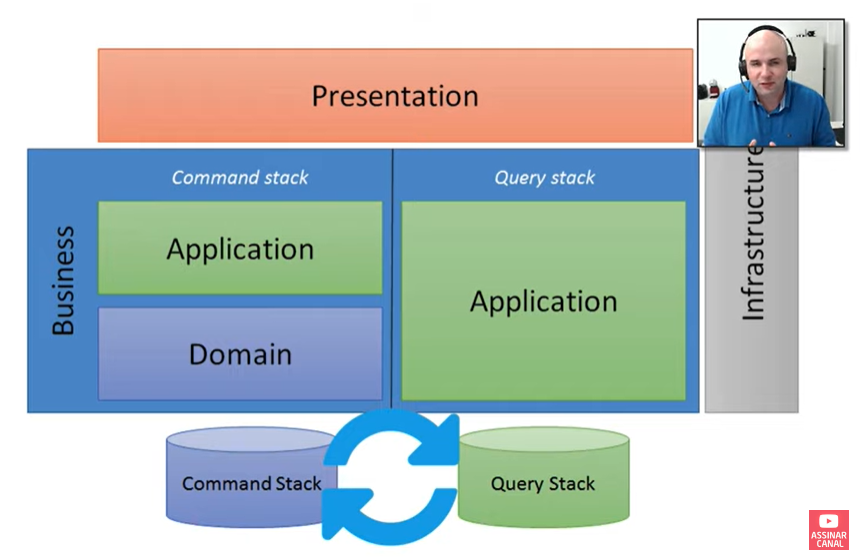 Presentation
Command stack
Query stack
Business
Application
Application
Domain
Infrastructure
Command Stack
Query Stack
ASSINAR
CANAL